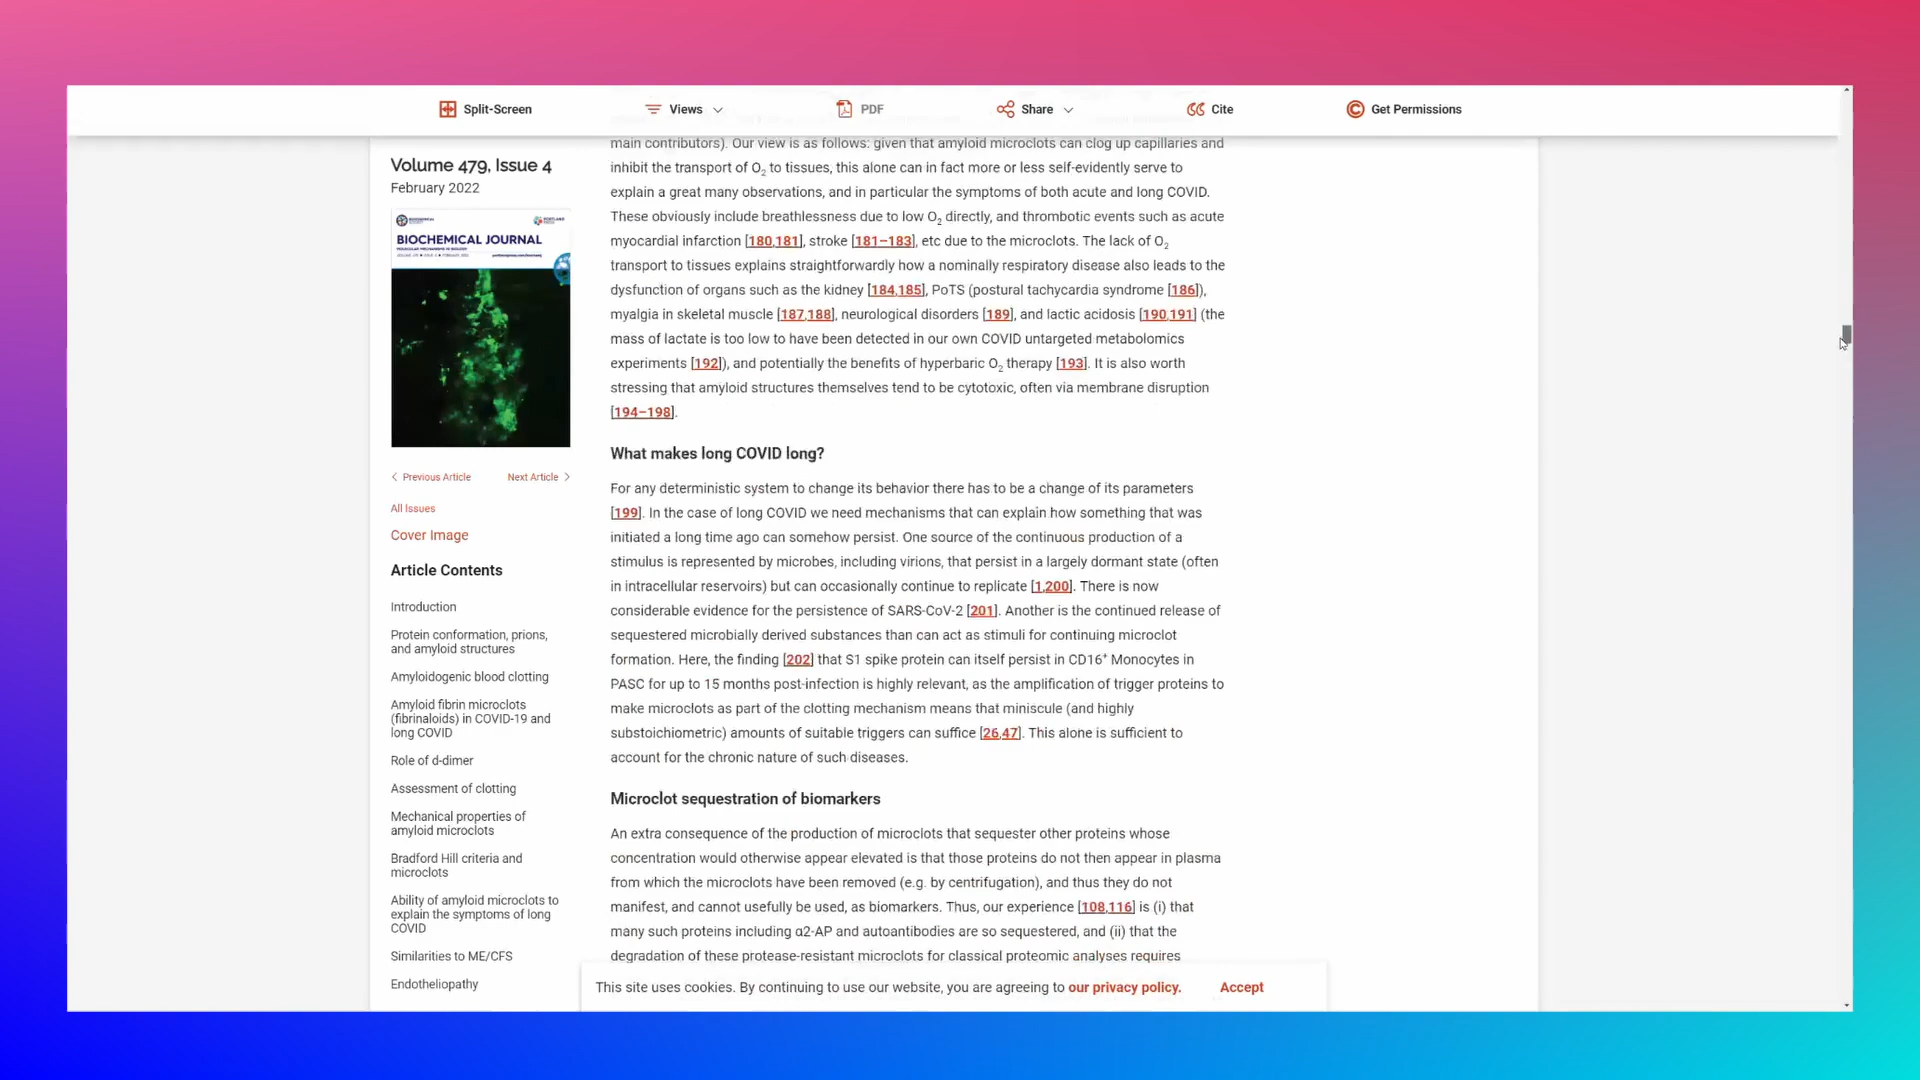 Split-Screen
Views
PDF
Share
Cite
Get Permissions
Volume 479, Issue 4
February 2022
BIOCHEMICAL JOURNAL
Previous Article
Next Article
All Issues
Cover Image
Article Contents
Introduction
Protein conformation, prions,
and amyloid structures
Amyloidogenic blood clotting
Amyloid fibrin microclots
(fibrinaloids) in COVID-19 and
long COVID
Role of d-dimer
Assessment of clotting
Mechanical properties of
amyloid microclots
Bradford Hill criteria and
microclots
Ability of amyloid microclots to
explain the symptoms of long
COVID
Similarities to ME/CFS
Endotheliopathy
main contributors). Our view is as follows: given that amyloid microclots can clog up capillaries and
inhibit the transport of O2 to tissues, this alone can in fact more or less self-evidently serve to
explain a great many observations, and in particular the symptoms of both acute and long COVID.
These obviously include breathlessness due to low O2 directly, and thrombotic events such as acute
myocardial infarction [180,181], stroke [181–183], etc due to the microclots. The lack of O2
transport to tissues explains straightforwardly how a nominally respiratory disease also leads to the
dysfunction of organs such as the kidney [184,185], PoTS (postural tachycardia syndrome [186]),
myalgia in skeletal muscle [187,188], neurological disorders [189], and lactic acidosis [190,191] (the
mass of lactate is too low to have been detected in our own COVID untargeted metabolomics
experiments [192]), and potentially the benefits of hyperbaric O2 therapy [193]. It is also worth
stressing that amyloid structures themselves tend to be cytotoxic, often via membrane disruption
[194–198].
What makes long COVID long?
For any deterministic system to change its behavior there has to be a change of its parameters
[199]. In the case of long COVID we need mechanisms that can explain how something that was
initiated a long time ago can somehow persist. One source of the continuous production of a
stimulus is represented by microbes, including virions, that persist in a largely dormant state (often
in intracellular reservoirs) but can occasionally continue to replicate [1,200]. There is now
considerable evidence for the persistence of SARS-CoV-2 [201]. Another is the continued release of
sequestered microbially derived substances than can act as stimuli for continuing microclot
formation. Here, the finding [202] that S1 spike protein can itself persist in CD16+ Monocytes in
PASC for up to 15 months post-infection is highly relevant, as the amplification of trigger proteins to
make microclots as part of the clotting mechanism means that miniscule (and highly
substoichiometric) amounts of suitable triggers can suffice [26,47]. This alone is sufficient to
account for the chronic nature of such diseases.
Microclot sequestration of biomarkers
An extra consequence of the production of microclots that sequester other proteins whose
concentration would otherwise appear elevated is that those proteins do not then appear in plasma
from which the microclots have been removed (e.g. by centrifugation), and thus they do not
manifest, and cannot usefully be used, as biomarkers. Thus, our experience [108,116] is (i) that
many such proteins including α2-AP and autoantibodies are so sequestered, and (ii) that the
degradation of these protease-resistant microclots for classical proteomic analyses requires
This site uses cookies. By continuing to use our website, you are agreeing to our privacy policy.
Accept